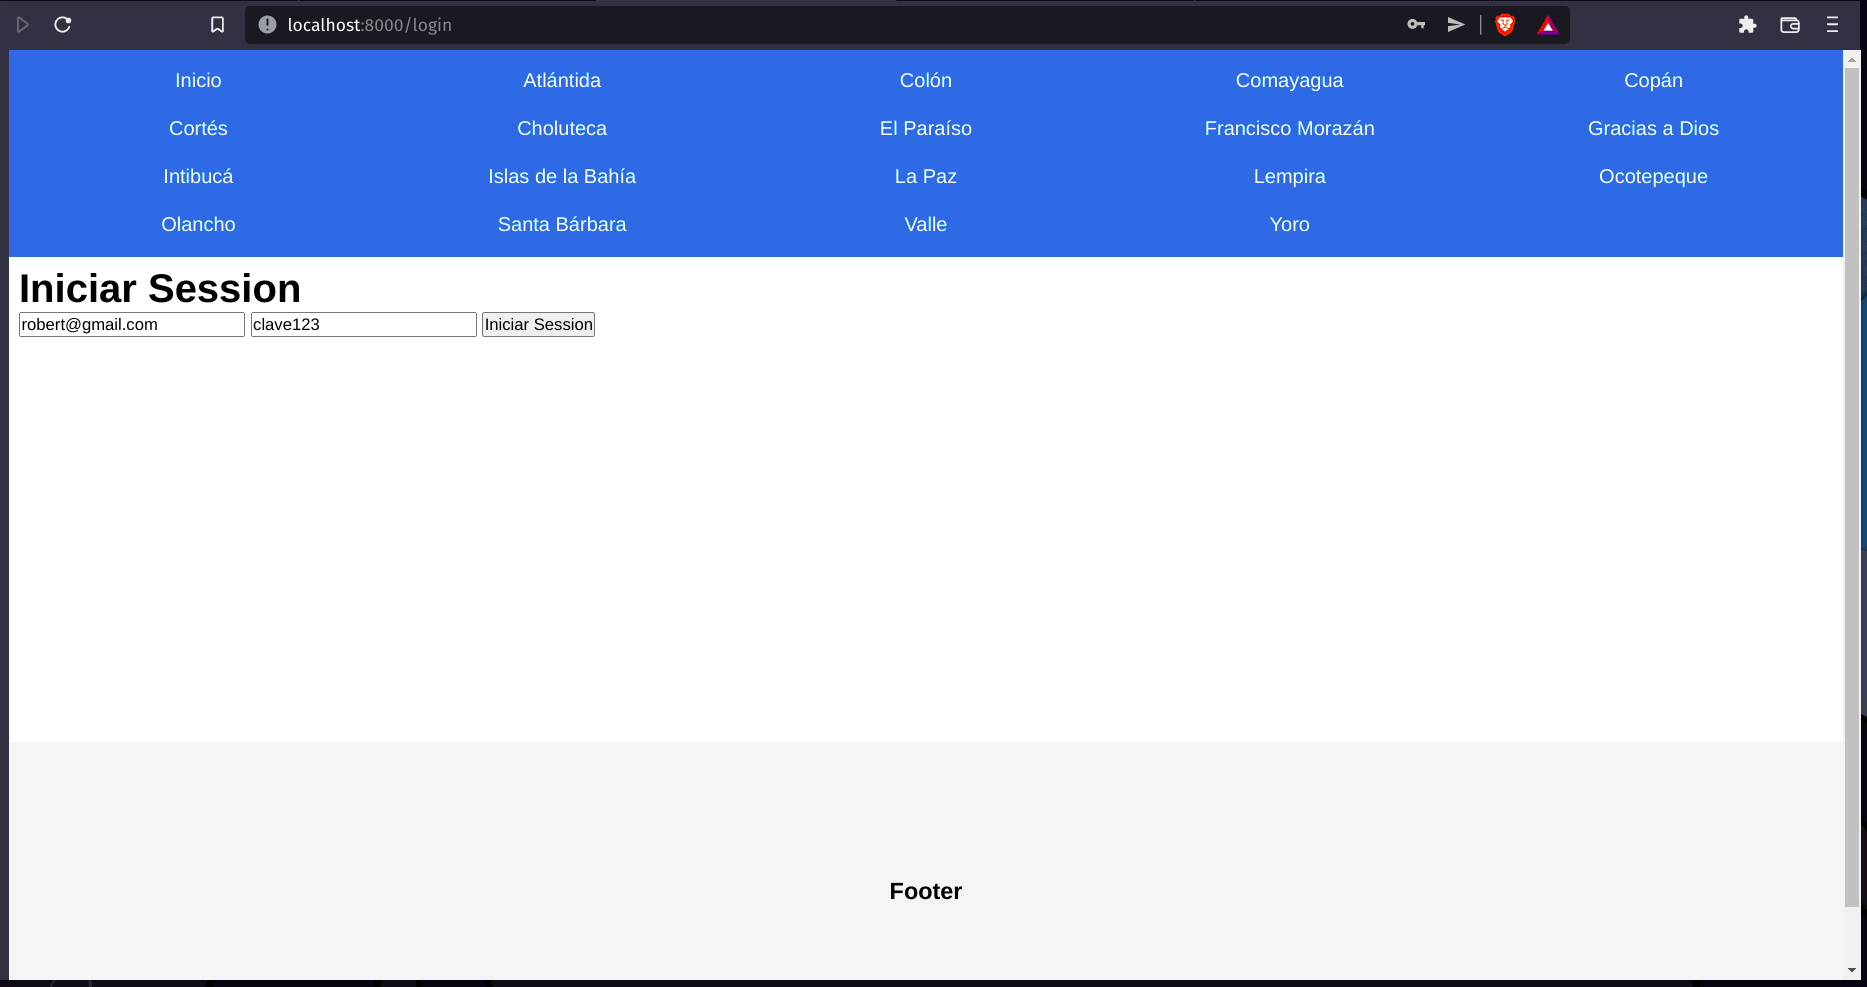 localhost:8000/login
Inicio Atlántida Colón Comayagua Copán
Cortés Choluteca El Paraíso Francisco Morazán Gracias a Dios
Intibucá Islas de la Bahía La Paz Lempira Ocotepeque
Olancho Santa Bárbara Valle Yoro
Iniciar Session
robert@gmail.com clave123 Iniciar Session
Footer